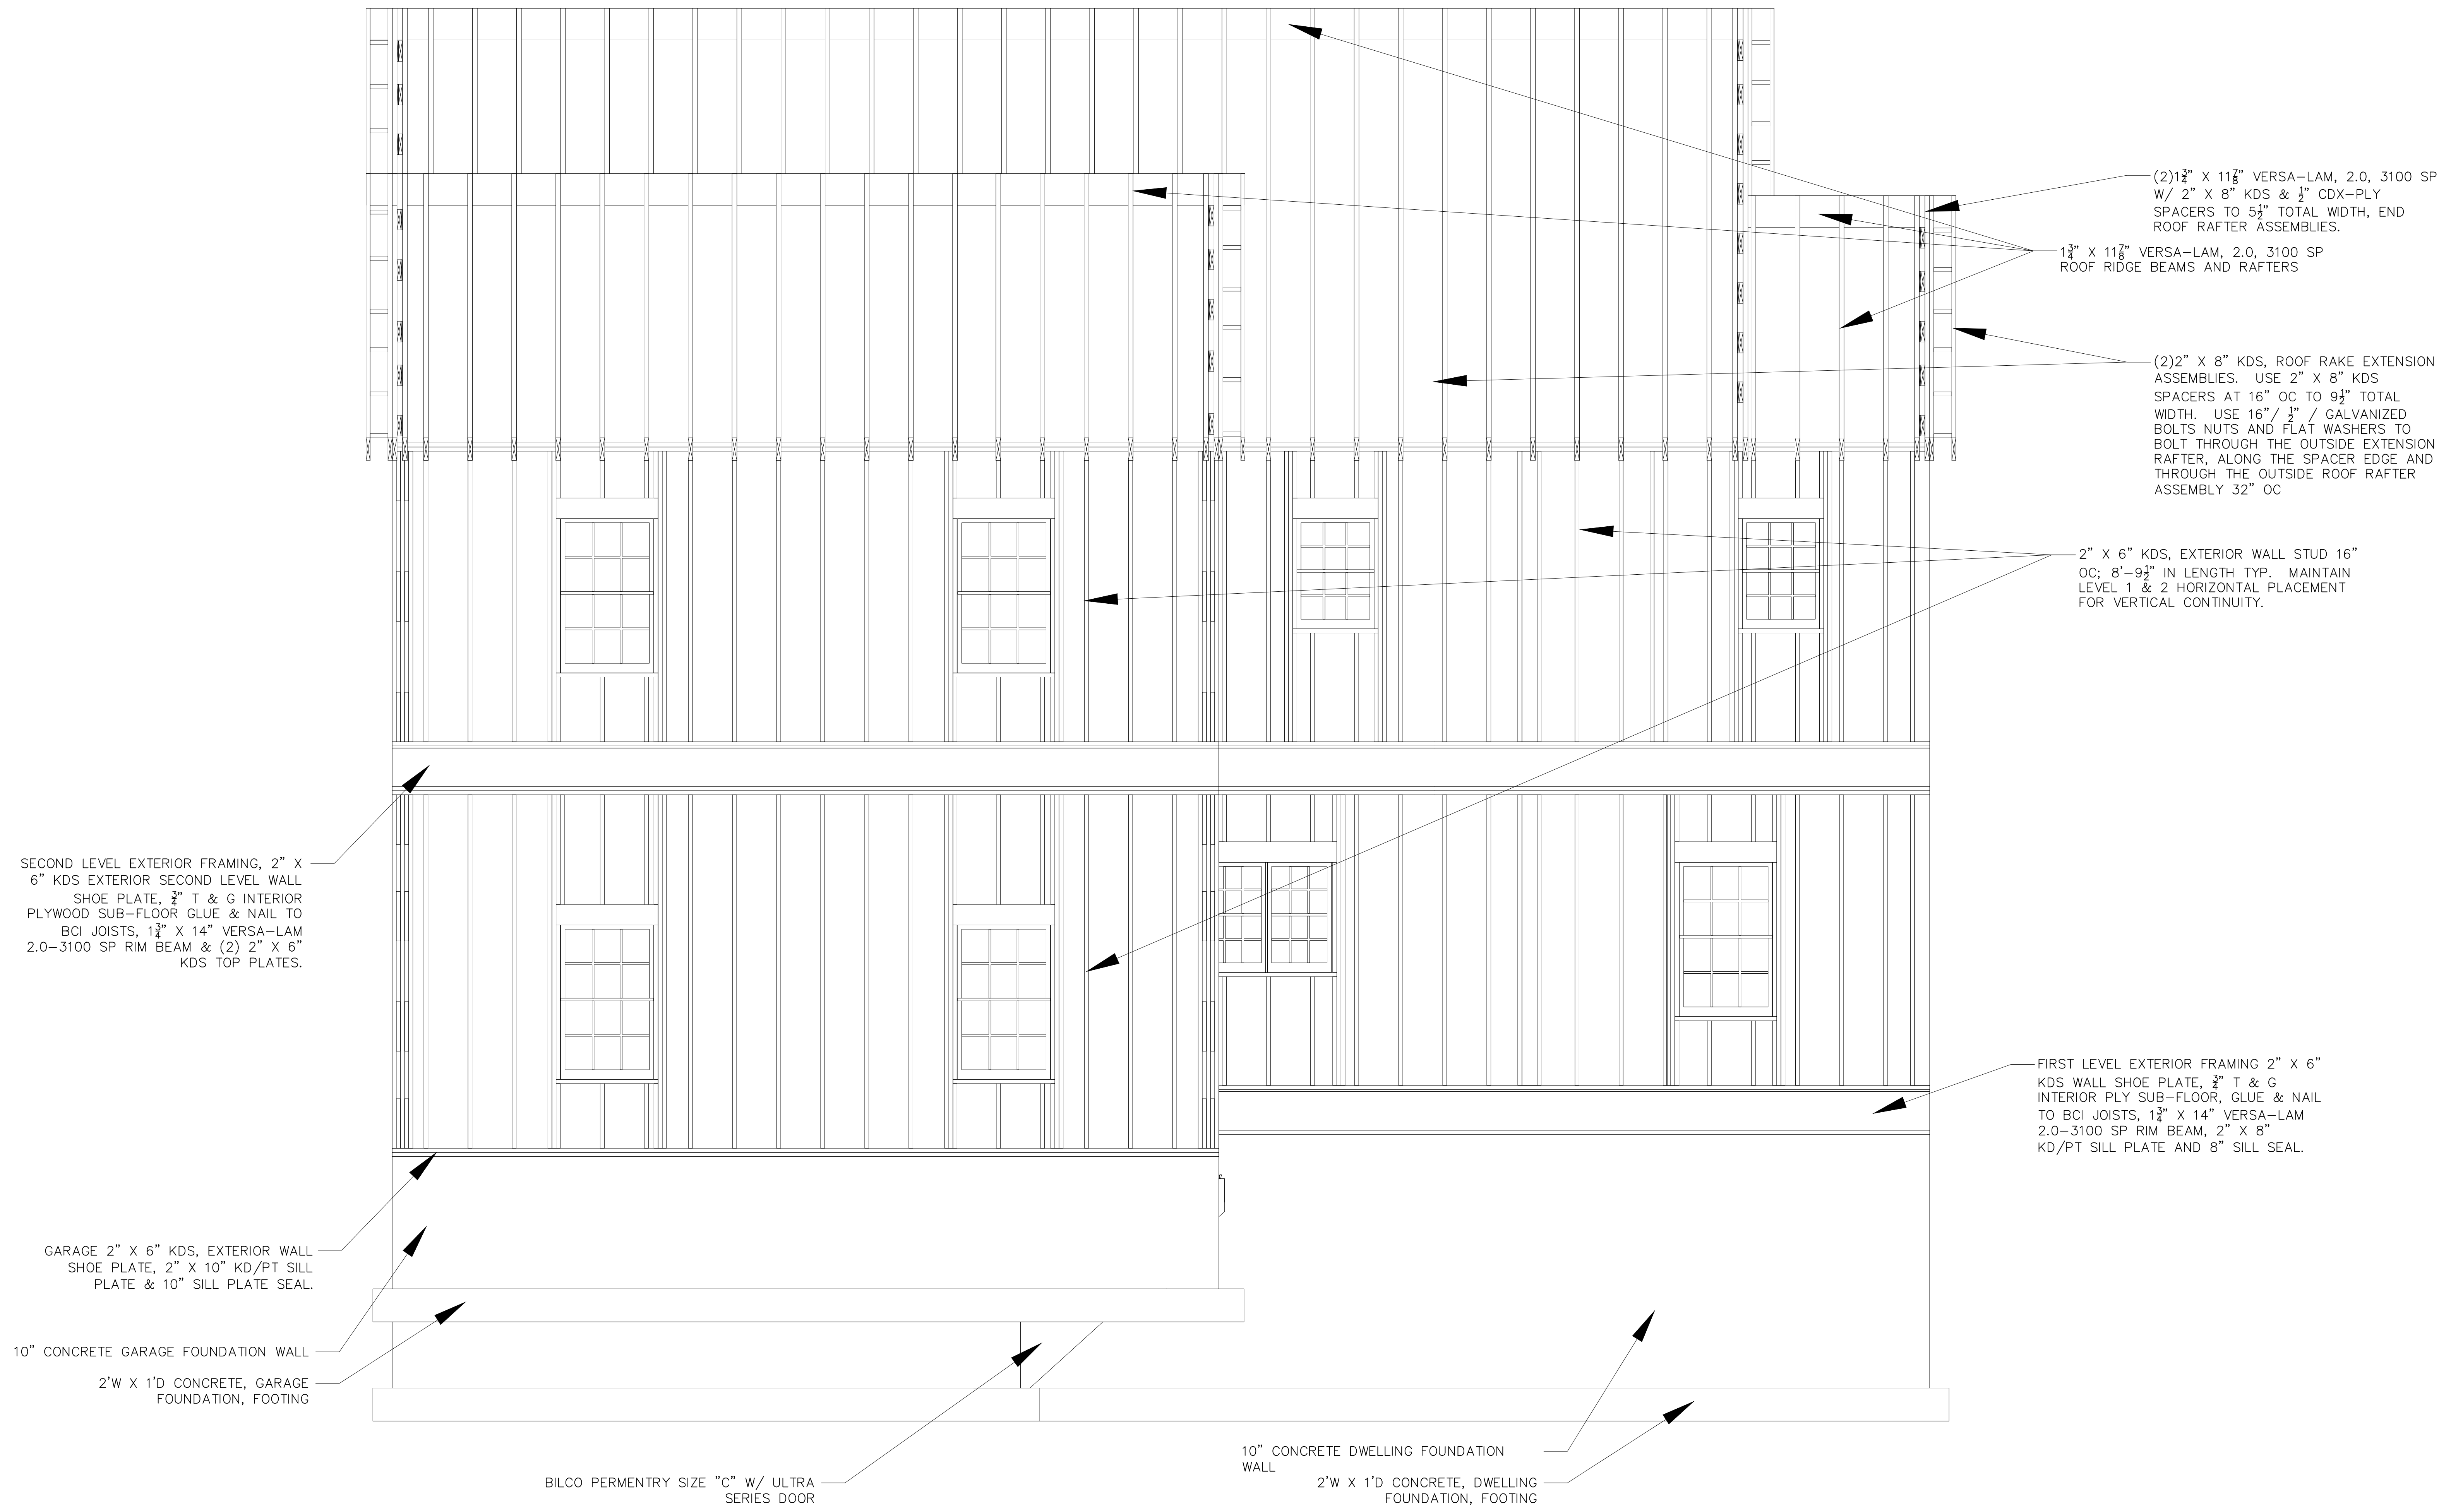 (2)1¾” X 11⅞” VERSA–LAM, 2.0, 3100 SP
W/ 2” X 8” KDS & ½” CDX–PLY
SPACERS TO 5½” TOTAL WIDTH, END
ROOF RAFTER ASSEMBLIES.
1¾” X 11⅞” VERSA–LAM, 2.0, 3100 SP
ROOF RIDGE BEAMS AND RAFTERS
(2)2” X 8” KDS, ROOF RAKE EXTENSION
ASSEMBLIES. USE 2” X 8” KDS
SPACERS AT 16” OC TO 9½” TOTAL
WIDTH. USE 16”/ ½” / GALVANIZED
BOLTS NUTS AND FLAT WASHERS TO
BOLT THROUGH THE OUTSIDE EXTENSION
RAFTER, ALONG THE SPACER EDGE AND
THROUGH THE OUTSIDE ROOF RAFTER
ASSEMBLY 32” OC
2” X 6” KDS, EXTERIOR WALL STUD 16”
OC; 8’–9½” IN LENGTH TYP. MAINTAIN
LEVEL 1 & 2 HORIZONTAL PLACEMENT
FOR VERTICAL CONTINUITY.
SECOND LEVEL EXTERIOR FRAMING, 2” X
6” KDS EXTERIOR SECOND LEVEL WALL
SHOE PLATE, ¾” T & G INTERIOR
PLYWOOD SUB–FLOOR GLUE & NAIL TO
BCI JOISTS, 1¾” X 14” VERSA–LAM
2.0–3100 SP RIM BEAM & (2) 2” X 6”
KDS TOP PLATES.
FIRST LEVEL EXTERIOR FRAMING 2” X 6”
KDS WALL SHOE PLATE, ¾” T & G
INTERIOR PLY SUB–FLOOR, GLUE & NAIL
TO BCI JOISTS, 1¾” X 14” VERSA–LAM
2.0–3100 SP RIM BEAM, 2” X 8”
KD/PT SILL PLATE AND 8” SILL SEAL.
GARAGE 2” X 6” KDS, EXTERIOR WALL
SHOE PLATE, 2” X 10” KD/PT SILL
PLATE & 10” SILL PLATE SEAL.
10” CONCRETE GARAGE FOUNDATION WALL
2’W X 1’D CONCRETE, GARAGE
FOUNDATION, FOOTING
BILCO PERMENTRY SIZE ”C” W/ ULTRA
SERIES DOOR
10” CONCRETE DWELLING FOUNDATION
WALL
2’W X 1’D CONCRETE, DWELLING
FOUNDATION, FOOTING